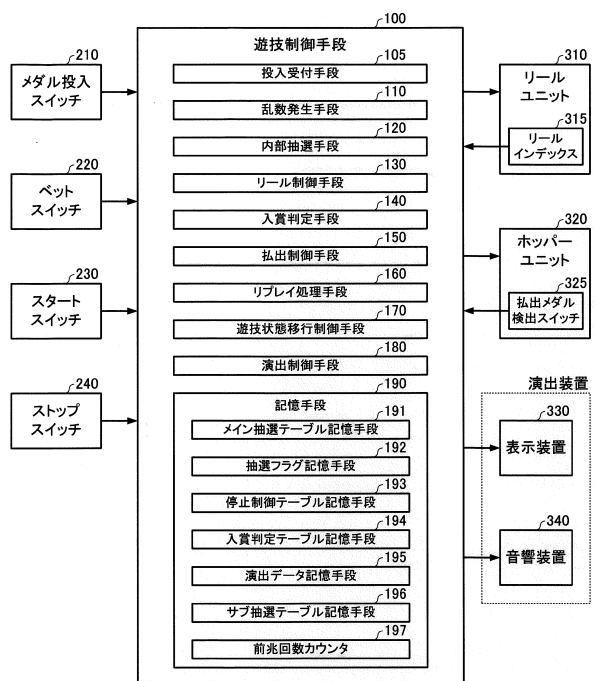 100
遊技制御手段
210
メダル投入
スイッチ
220
ベット
スイッチ
230
スタート
スイッチ
240
ストップ
スイッチ
105
投入受付手段
110
乱数発生手段
120
内部抽選手段
130
リール制御手段
140
入賞判定手段
150
払出制御手段
160
リプレイ処理手段
170
遊技状態移行制御手段
180
演出制御手段
190
記憶手段
191
メイン抽選テーブル記憶手段
192
抽選フラグ記憶手段
193
停止制御テーブル記憶手段
194
入賞判定テーブル記憶手段
195
演出データ記憶手段
196
サブ抽選テーブル記憶手段
197
前兆回数カウンタ
310
リール
ユニット
315
リール
インデックス
320
ホッパー
ユニット
325
払出メダル
検出スイッチ
演出装置
330
表示装置
340
音響装置